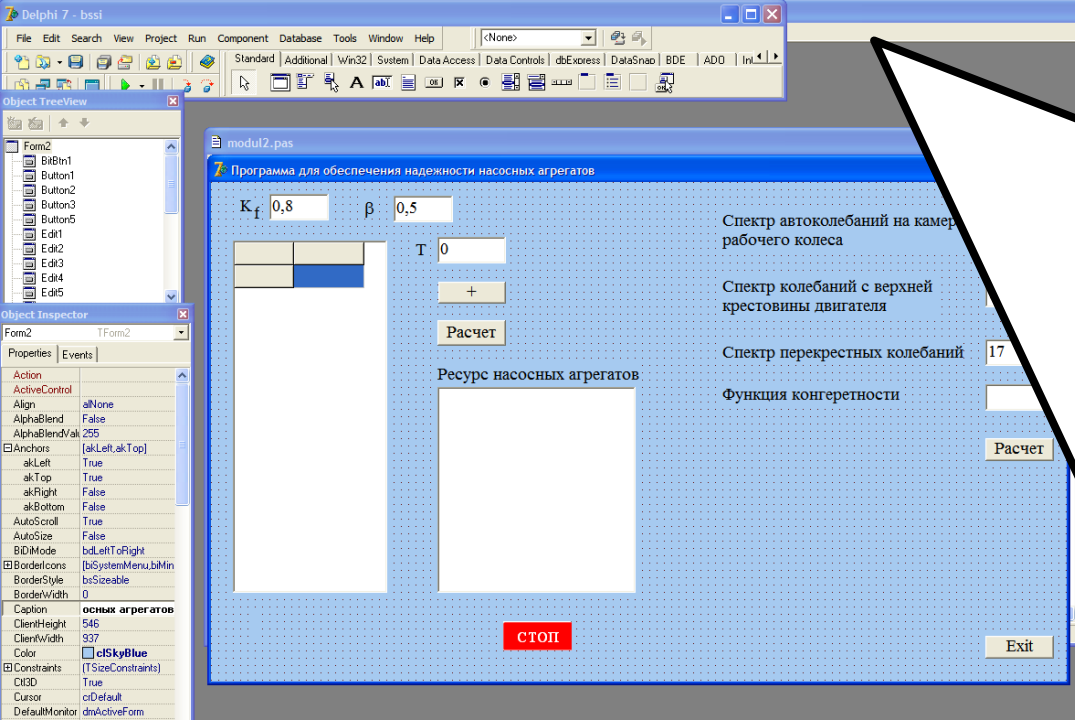 Delphi 7 - bssi
File Edit Search View Project Run Component Database Tools Window Help
<None>
Standard Additional Win32 System Data Access Data Controls dbExpress DataSnap BDE ADO
Object TreeView
Form2
BitBtn1
Button1
Button2
Button3
Button5
Edit1
Edit2
Edit3
Edit4
Edit5
Object Inspector
Form2 TForm2
Properties Events
Action
ActiveControl
Align alNone
AlphaBlend False
AlphaBlendValu 255
Anchors [akLeft,akTop]
akLeft True
akTop True
akRight False
akBottom False
AutoScroll True
AutoSize False
BiDiMode bdLeftToRight
BorderIcons [biSystemMenu,biMin
BorderStyle bsSizeable
BorderWidth 0
Caption осных агрегатов
ClientHeight 546
ClientWidth 937
Color clSkyBlue
Constraints (TSizeConstraints)
Ctl3D True
Cursor crDefault
DefaultMonitor dmActiveForm
modul2.pas
Программа для обеспечения надежности насосных агрегатов
Kf 0,8 β 0,5
T 0
+
Расчет
Ресурс насосных агрегатов
стоп
Спектр автоколебаний на камер
рабочего колеса
Спектр колебаний с верхней
крестовины двигателя
Спектр перекрестных колебаний 17
Функция конгеретности
Расчет
Exit